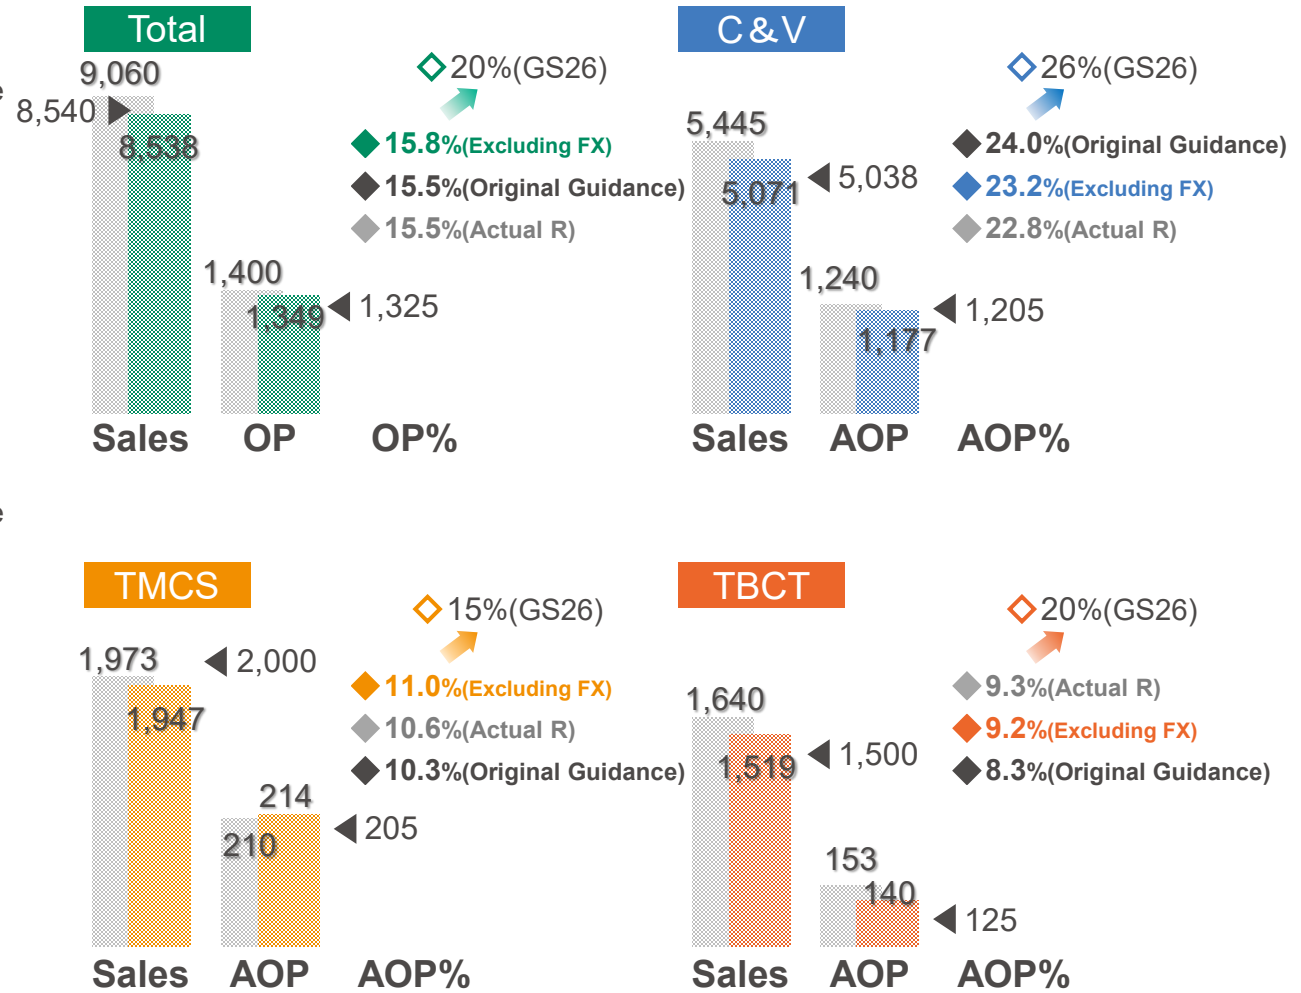 Total
9,060
e
8,540
8,538
20%(GS26)
15.8%(Excluding FX)
15.5%(Original Guidance)
15.5%(Actual R)
1,400
1,349
1,325
Sales OP OP%
C&V
5,445
5,071
5,038
26%(GS26)
24.0%(Original Guidance)
23.2%(Excluding FX)
22.8%(Actual R)
1,240
1,177
1,205
Sales AOP AOP%
e
TMCS
1,973
1,947
2,000
15%(GS26)
11.0%(Excluding FX)
10.6%(Actual R)
10.3%(Original Guidance)
214
210
205
Sales AOP AOP%
TBCT
1,640
1,519
1,500
20%(GS26)
9.3%(Actual R)
9.2%(Excluding FX)
8.3%(Original Guidance)
153
140
125
Sales AOP AOP%